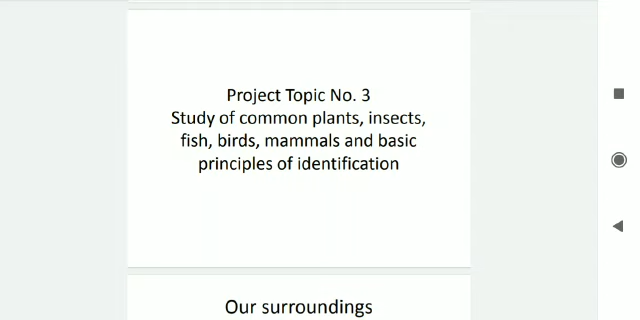 Project Topic No. 3
Study of common plants, insects,
fish, birds, mammals and basic
principles of identification
Our surroundings